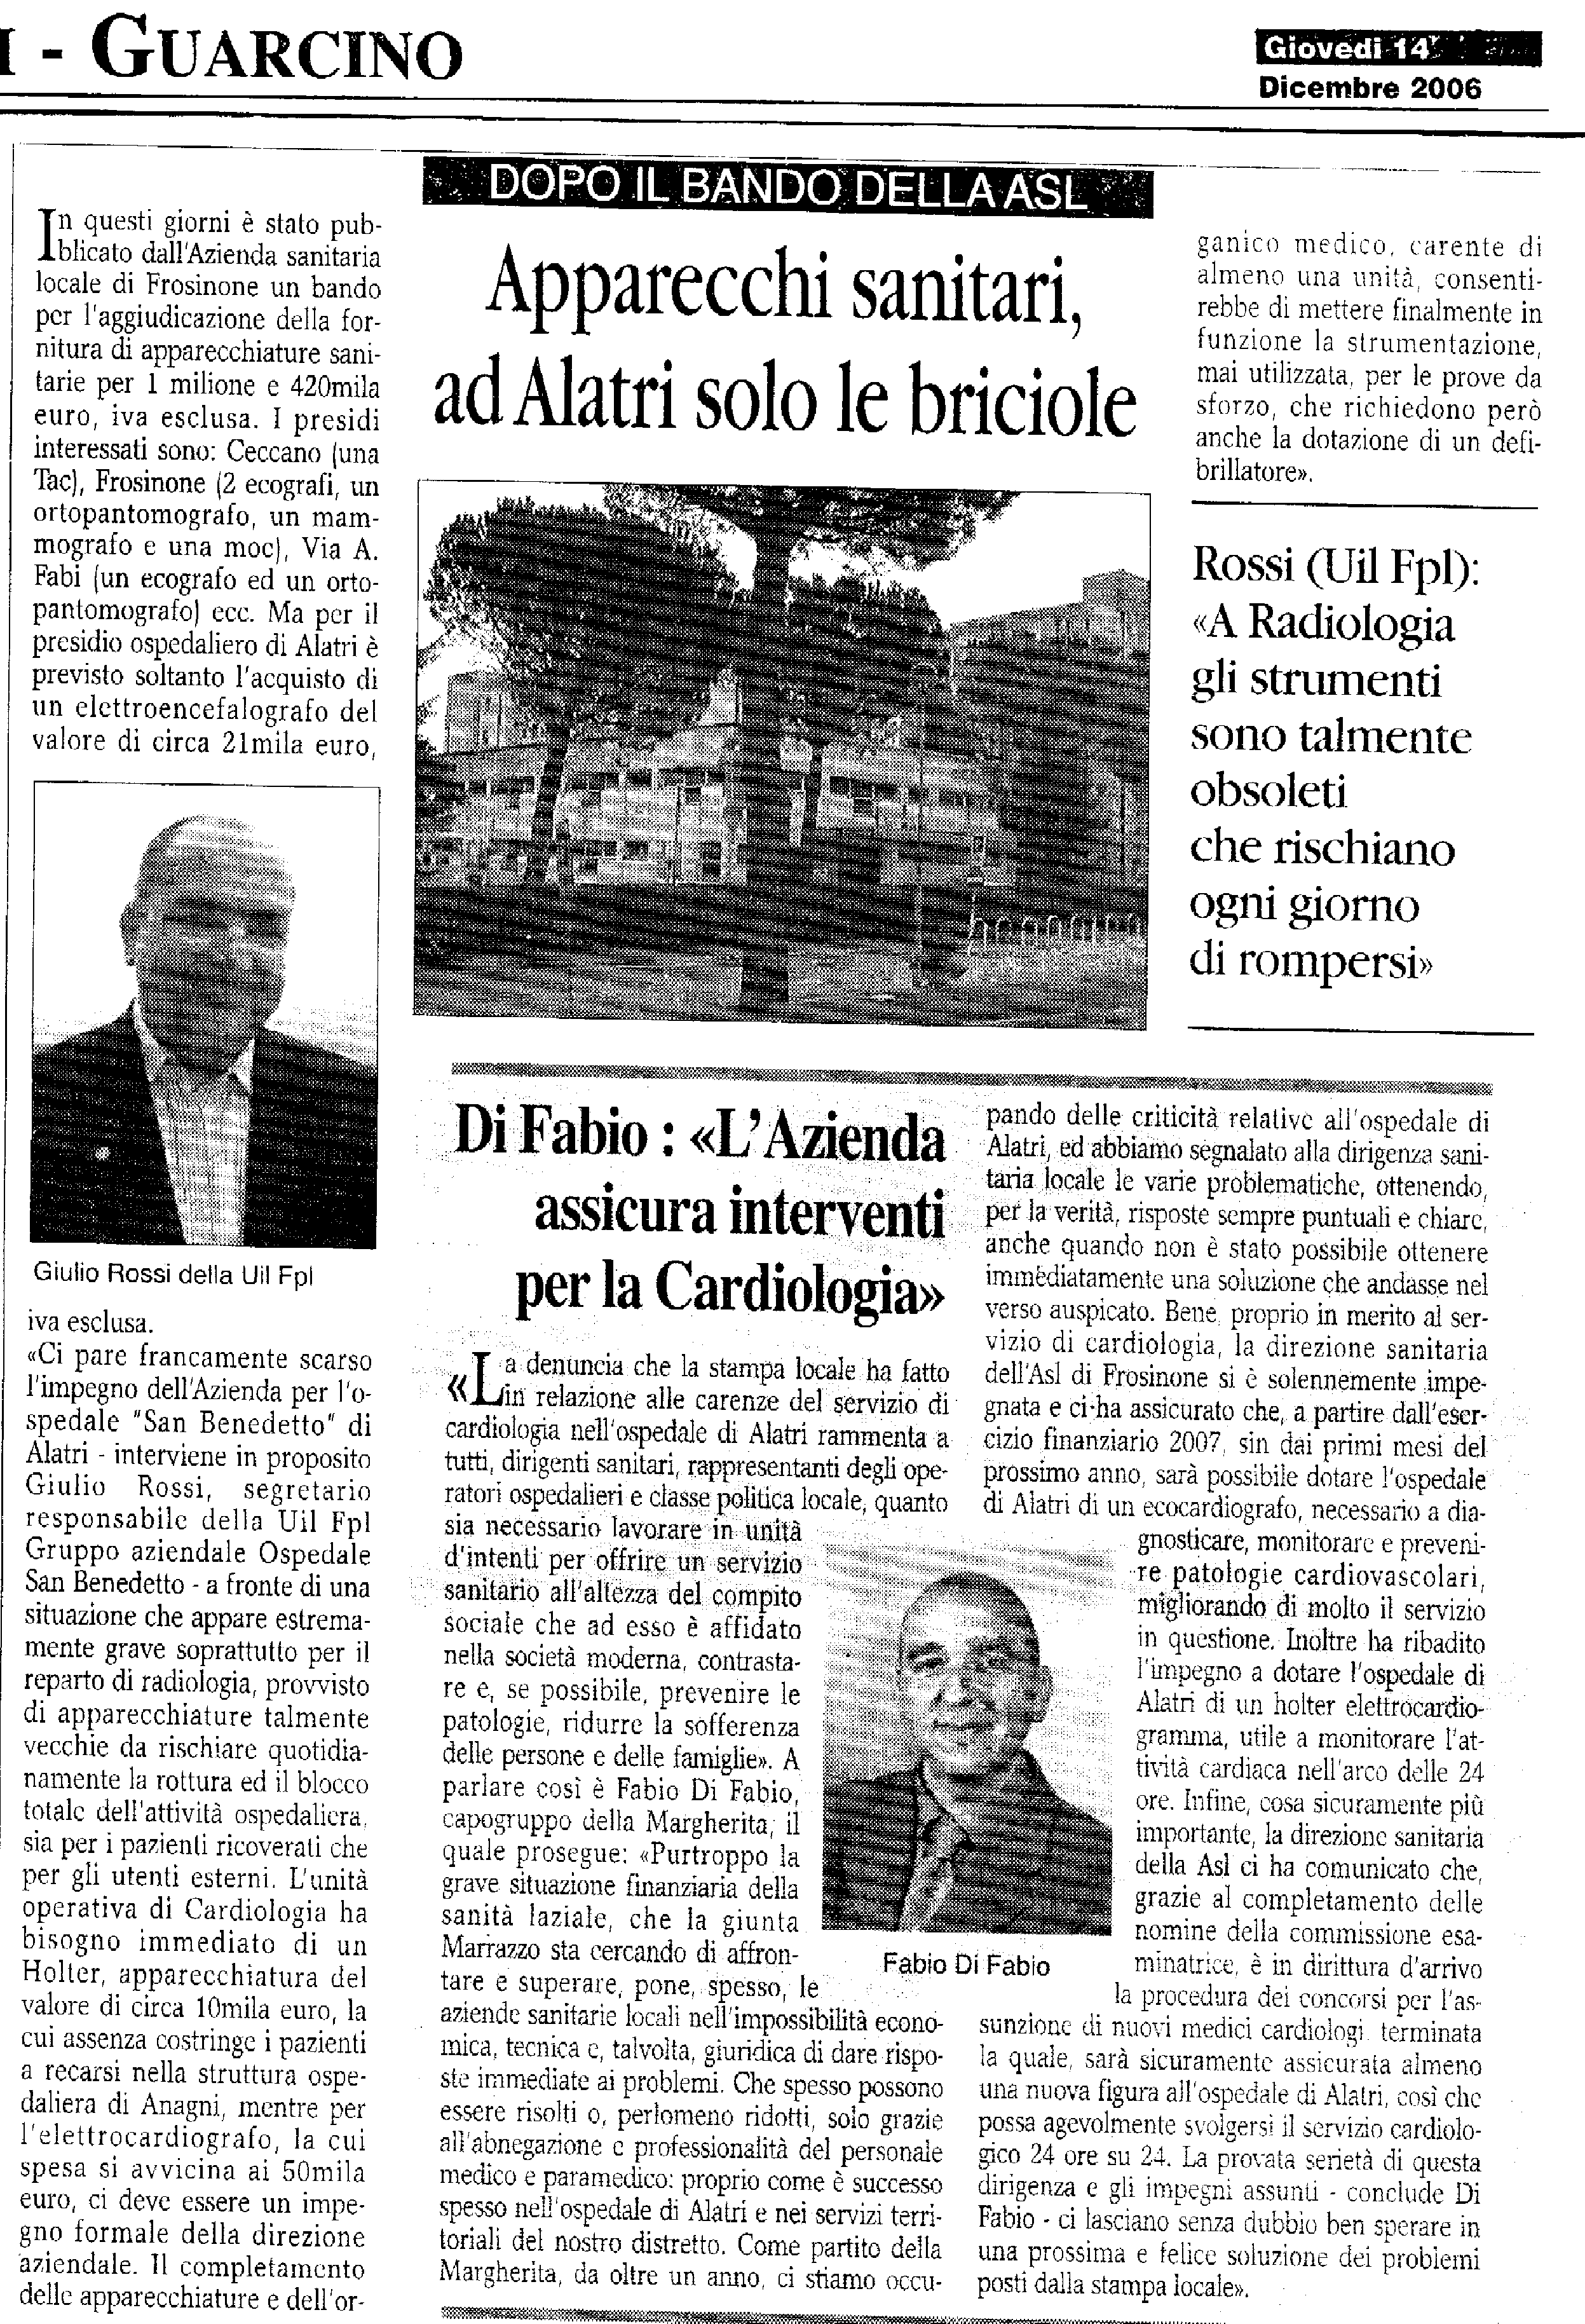 I - GUARCINO
Giovedì 14
Dicembre 2006
DOPO IL BANDO DELLA ASL
Apparecchi sanitari,
ad Alatri solo le briciole
In questi giorni è stato pub-
blicato dall'Azienda sanitaria
locale di Frosinone un bando
per l'aggiudicazione della for-
nitura di apparecchiature sani-
tarie per 1 milione e 420mila
euro, iva esclusa. I presidi
interessati sono: Ceccano (una
Tac), Frosinone (2 ecografi, un
ortopantomografo, un mam-
mografo e una moc), Via A.
Fabi (un ecografo ed un orto-
pantomografo) ecc. Ma per il
presidio ospedaliero di Alatri è
previsto soltanto l'acquisto di
un elettroencefalografo del
valore di circa 21mila euro,
Giulio Rossi della Uil Fpl
iva esclusa.
«Ci pare francamente scarso
l'impegno dell'Azienda per l'o-
spedale "San Benedetto" di
Alatri - interviene in proposito
Giulio Rossi, segretario
responsabile della Uil Fpl
Gruppo aziendale Ospedale
San Benedetto - a fronte di una
situazione che appare estrema-
mente grave soprattutto per il
reparto di radiologia, provvisto
di apparecchiature talmente
vecchie da rischiare quotidia-
namente la rottura ed il blocco
totale dell'attività ospedaliera,
sia per i pazienti ricoverati che
per gli utenti esterni. L'unità
operativa di Cardiologia ha
bisogno immediato di un
Holter, apparecchiatura del
valore di circa 10mila euro, la
cui assenza costringe i pazienti
a recarsi nella struttura ospe-
daliera di Anagni, mentre per
l'elettrocardiografo, la cui
spesa si avvicina ai 50mila
euro, ci deve essere un impe-
gno formale della direzione
aziendale. Il completamento
delle apparecchiature e dell'or-
ganico medico, carente di
almeno una unità, consenti-
rebbe di mettere finalmente in
funzione la strumentazione,
mai utilizzata, per le prove da
sforzo, che richiedono però
anche la dotazione di un defi-
brillatore».
Rossi (Uil Fpl):
«A Radiologia
gli strumenti
sono talmente
obsoleti
che rischiano
ogni giorno
di rompersi»
Di Fabio : «L'Azienda
assicura interventi
per la Cardiologia»
«La denuncia che la stampa locale ha fatto
in relazione alle carenze del servizio di
cardiologia nell'ospedale di Alatri rammenta a
tutti, dirigenti sanitari, rappresentanti degli ope-
ratori ospedalieri e classe politica locale, quanto
sia necessario lavorare in unità
d'intenti per offrire un servizio
sanitario all'altezza del compito
sociale che ad esso è affidato
nella società moderna, contrasta-
re e, se possibile, prevenire le
patologie, ridurre la sofferenza
delle persone e delle famiglie». A
parlare così è Fabio Di Fabio,
capogruppo della Margherita, il
quale prosegue: «Purtroppo la
grave situazione finanziaria della
sanità laziale, che la giunta
Marrazzo sta cercando di affron-
tare e superare, pone, spesso, le
aziende sanitarie locali nell'impossibilità econo-
mica, tecnica e, talvolta, giuridica di dare rispo-
ste immediate ai problemi. Che spesso possono
essere risolti o, perlomeno ridotti, solo grazie
all'abnegazione e professionalità del personale
medico e paramedico: proprio come è successo
spesso nell'ospedale di Alatri e nei servizi terri-
toriali del nostro distretto. Come partito della
Margherita, da oltre un anno, ci stiamo occu-
pando delle criticità relative all'ospedale di
Alatri, ed abbiamo segnalato alla dirigenza sani-
taria locale le varie problematiche, ottenendo,
per la verità, risposte sempre puntuali e chiare,
anche quando non è stato possibile ottenere
immediatamente una soluzione che andasse nel
verso auspicato. Bene, proprio in merito al ser-
vizio di cardiologia, la direzione sanitaria
dell'Asl di Frosinone si è solennemente impe-
gnata e ci ha assicurato che, a partire dall'eser-
cizio finanziario 2007, sin dai primi mesi del
prossimo anno, sarà possibile dotare l'ospedale
di Alatri di un ecocardiografo, necessario a dia-
gnosticare, monitorare e preveni-
re patologie cardiovascolari,
migliorando di molto il servizio
in questione. Inoltre ha ribadito
l'impegno a dotare l'ospedale di
Alatri di un holter elettrocardio-
gramma, utile a monitorare l'at-
tività cardiaca nell'arco delle 24
ore. Infine, cosa sicuramente più
importante, la direzione sanitaria
della Asl ci ha comunicato che,
grazie al completamento delle
nomine della commissione esa-
minatrice, è in dirittura d'arrivo
la procedura dei concorsi per l'as-
sunzione di nuovi medici cardiologi, terminata
la quale, sarà sicuramente assicurata almeno
una nuova figura all'ospedale di Alatri, così che
possa agevolmente svolgersi il servizio cardiolo-
gico 24 ore su 24. La provata serietà di questa
dirigenza e gli impegni assunti - conclude Di
Fabio - ci lasciano senza dubbio ben sperare in
una prossima e felice soluzione dei problemi
posti dalla stampa locale».
Fabio Di Fabio